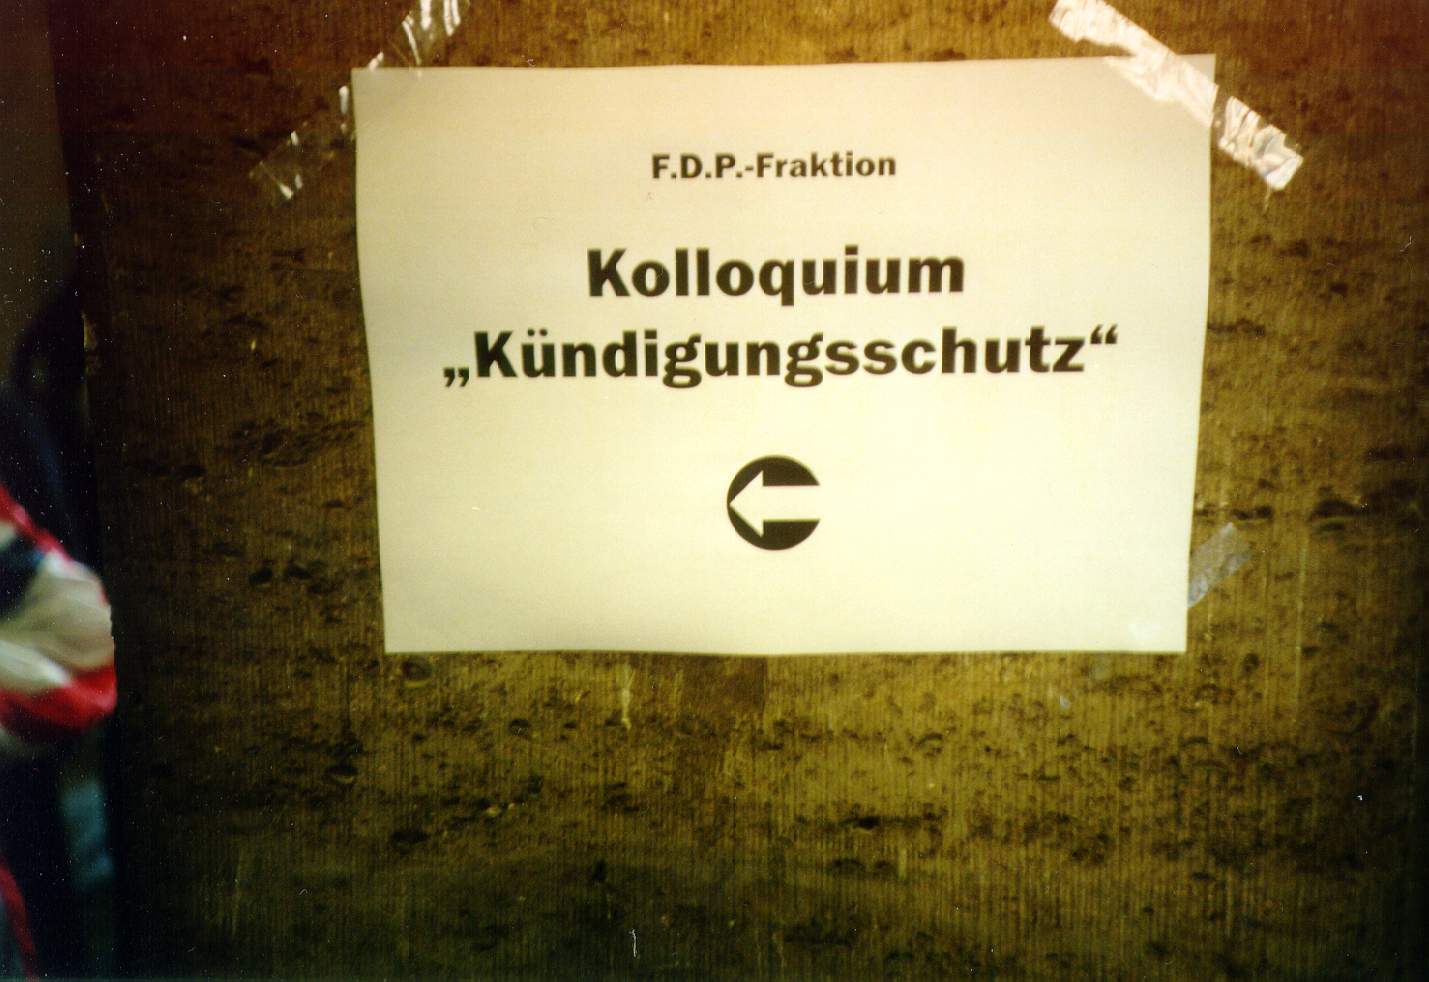 F.D.P.-Fraktion
Kolloquium
„Kündigungsschutz“